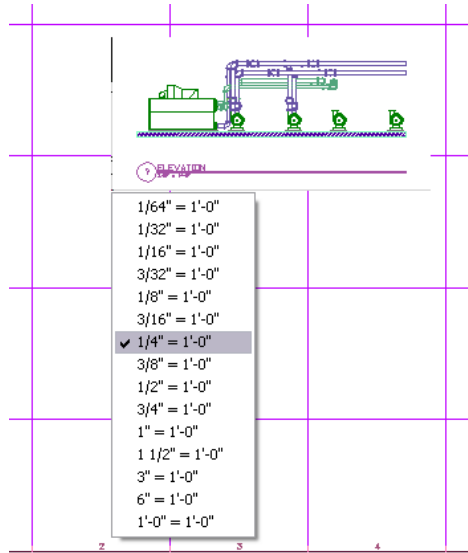 ELEVATION
?
1/64" = 1'-0"
1/32" = 1'-0"
1/16" = 1'-0"
3/32" = 1'-0"
1/8" = 1'-0"
3/16" = 1'-0"
1/4" = 1'-0"
3/8" = 1'-0"
1/2" = 1'-0"
3/4" = 1'-0"
1" = 1'-0"
1 1/2" = 1'-0"
3" = 1'-0"
6" = 1'-0"
1'-0" = 1'-0"
2 3 4